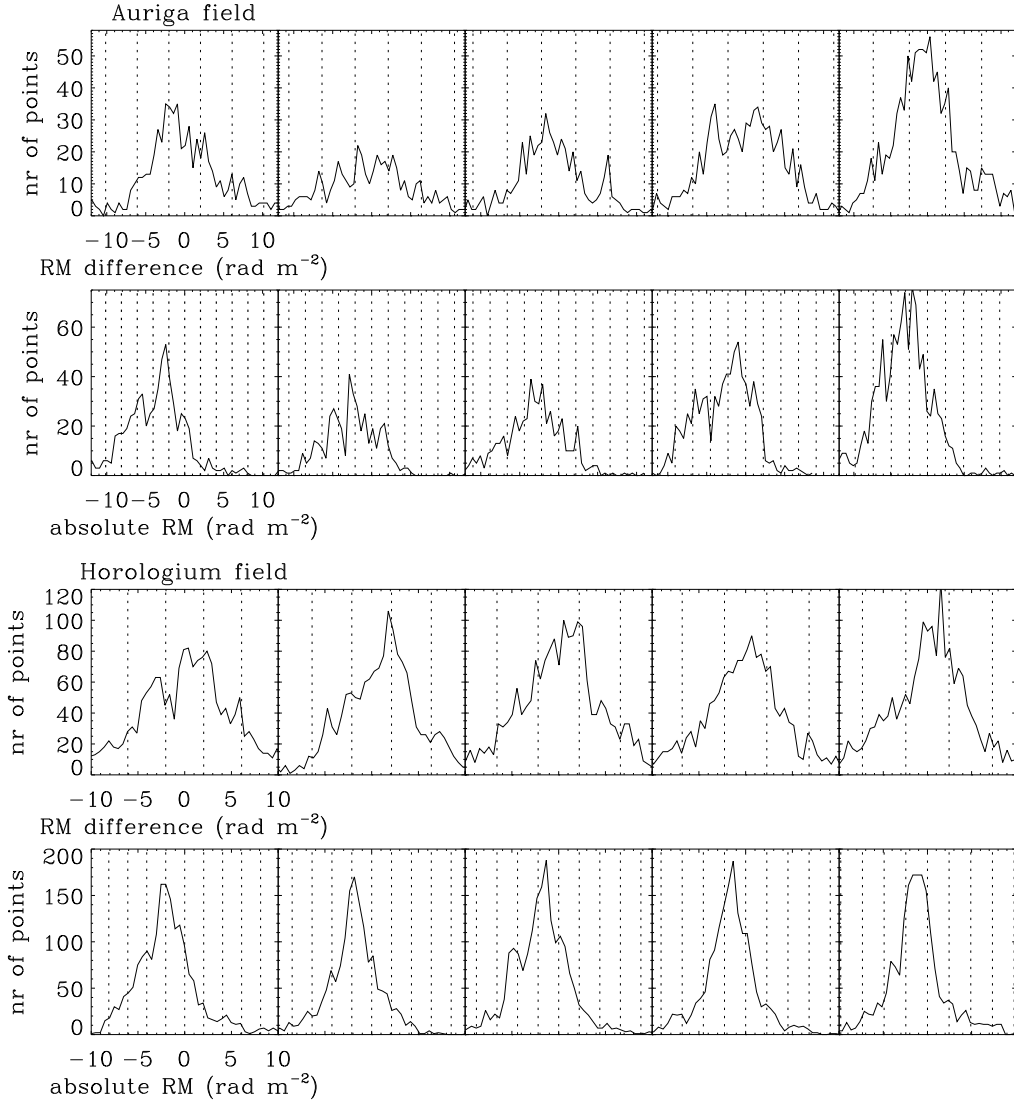 Auriga field
nr of points
50
40
30
20
10
0
−10 −5 0 5 10
RM difference (rad m⁻²)
nr of points
60
40
20
0
−10 −5 0 5 10
absolute RM (rad m⁻²)
Horologium field
nr of points
120
100
80
60
40
20
0
−10 −5 0 5 10
RM difference (rad m⁻²)
nr of points
200
150
100
50
0
−10 −5 0 5 10
absolute RM (rad m⁻²)